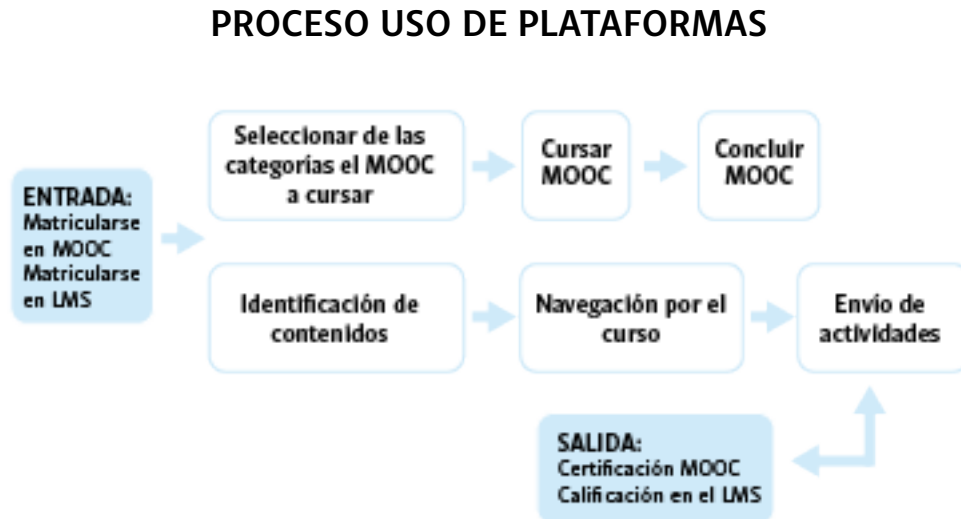 PROCESO USO DE PLATAFORMAS
ENTRADA:
Matricularse
en MOOC
Matricularse
en LMS
Seleccionar de las
categorías el MOOC
a cursar
Cursar
MOOC
Concluir
MOOC
Identificación de
contenidos
Navegación por el
curso
Envío de
actividades
SALIDA:
Certificación MOOC
Calificación en el LMS